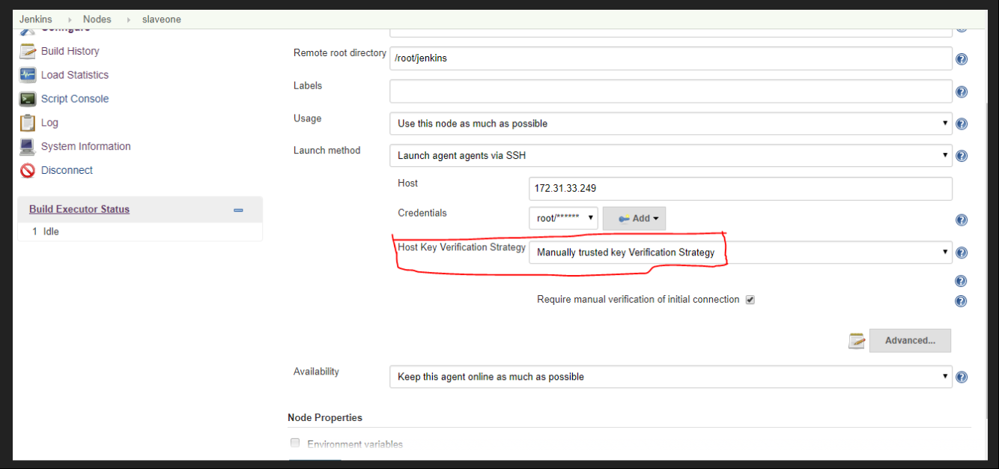 Jenkins Nodes slaveone
Configure
Build History
Load Statistics
Script Console
Log
System Information
Disconnect
Build Executor Status
1 Idle
Remote root directory /root/jenkins
Labels
Usage Use this node as much as possible
Launch method Launch agent agents via SSH
Host 172.31.33.249
Credentials root/****** Add
Host Key Verification Strategy Manually trusted key Verification Strategy
Require manual verification of initial connection
Advanced...
Availability Keep this agent online as much as possible
Node Properties
Environment variables